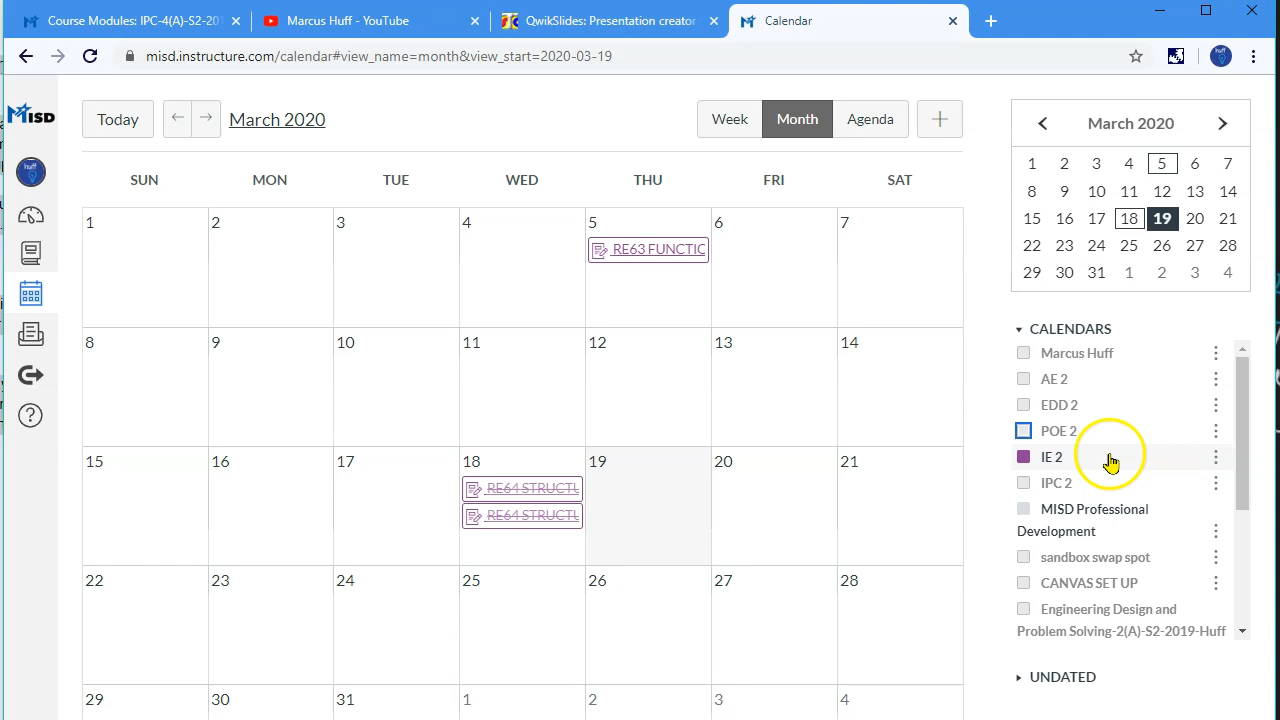 Course Modules: IPC-4(A)-S2-20
Marcus Huff - YouTube
QwikSlides: Presentation creator
Calendar
misd.instructure.com/calendar#view_name=month&view_start=2020-03-19
huff
MISD
huff
Today
March 2020
Week
Month
Agenda
SUN MON TUE WED THU FRI SAT
1 2 3 4 5 6 7
RE63 FUNCTIO
8 9 10 11 12 13 14
15 16 17 18 19 20 21
RE64 STRUCTU
RE64 STRUCTU
22 23 24 25 26 27 28
29 30 31 1 2 3 4
March 2020
1 2 3 4 5 6 7
8 9 10 11 12 13 14
15 16 17 18 19 20 21
22 23 24 25 26 27 28
29 30 31 1 2 3 4
CALENDARS
Marcus Huff
AE 2
EDD 2
POE 2
IE 2
IPC 2
MISD Professional
Development
sandbox swap spot
CANVAS SET UP
Engineering Design and
Problem Solving-2(A)-S2-2019-Huff
UNDATED